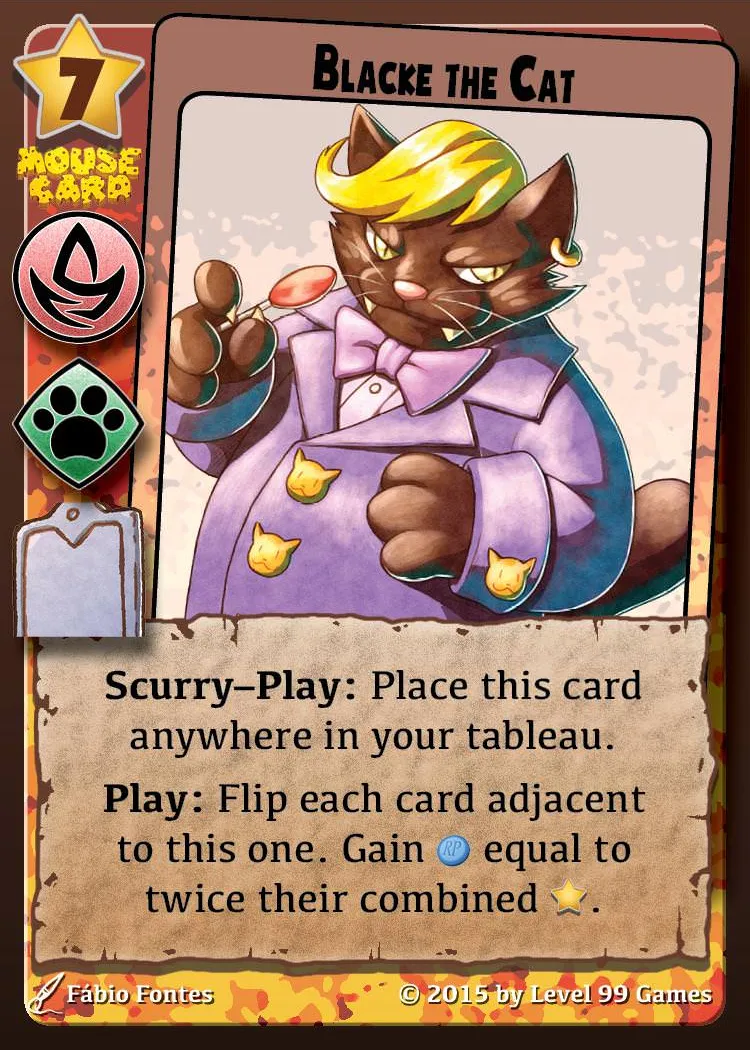 7
MOUSE
CARD
BLACKE THE CAT
Scurry–Play: Place this card
anywhere in your tableau.
Play: Flip each card adjacent
to this one. Gain RP equal to
twice their combined .
Fábio Fontes
© 2015 by Level 99 Games